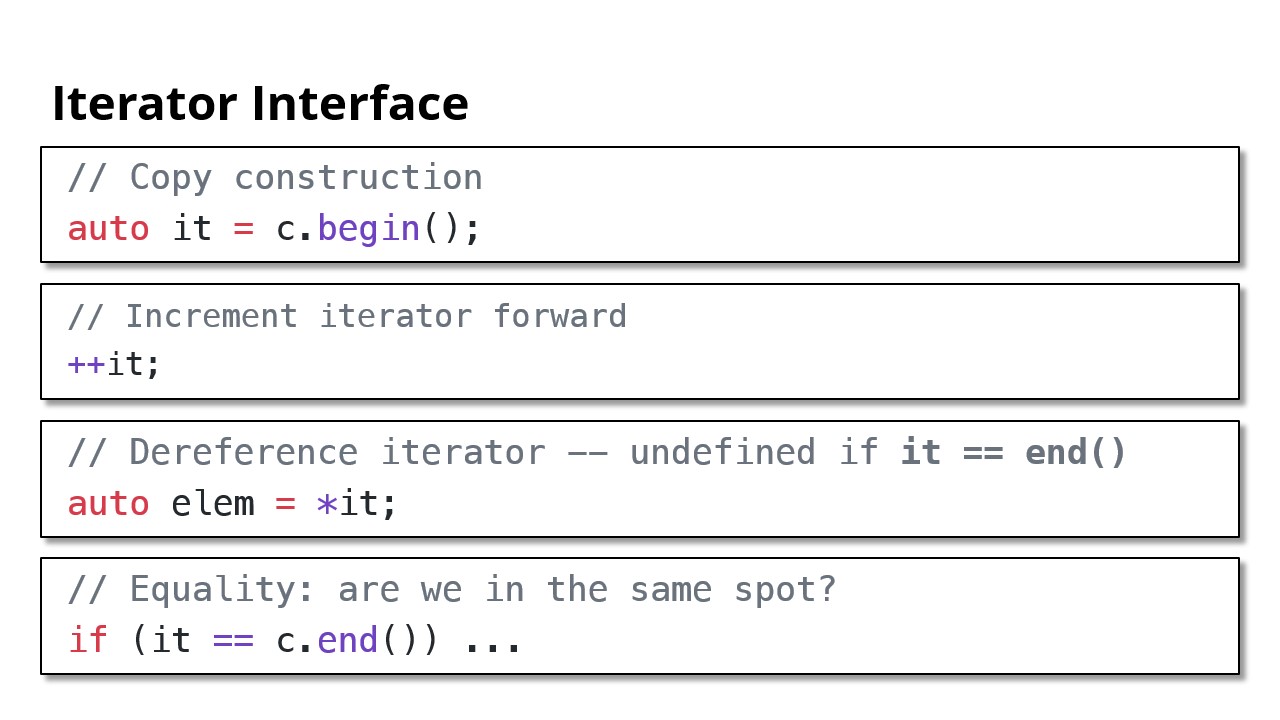 Iterator Interface
// Copy construction
auto it = c.begin();
// Increment iterator forward
++it;
// Dereference iterator -- undefined if it == end()
auto elem = *it;
// Equality: are we in the same spot?
if (it == c.end()) ...